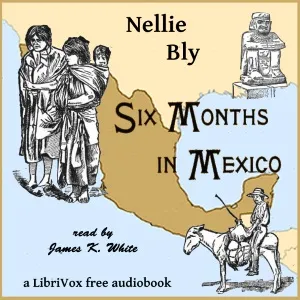 Nellie
Bly
Six Months
in Mexico
read by
James K. White
a LibriVox free audiobook